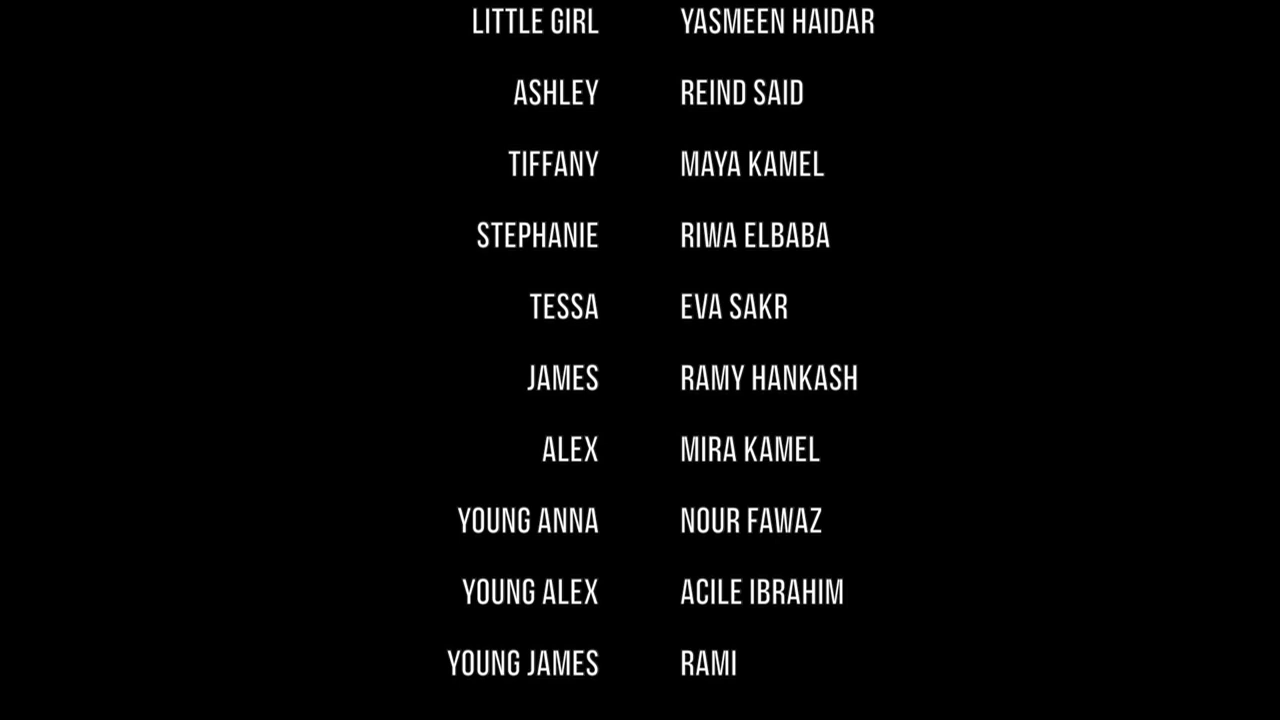 LITTLE GIRL YASMEEN HAIDAR
ASHLEY REIND SAID
TIFFANY MAYA KAMEL
STEPHANIE RIWA ELBABA
TESSA EVA SAKR
JAMES RAMY HANKASH
ALEX MIRA KAMEL
YOUNG ANNA NOUR FAWAZ
YOUNG ALEX ACILE IBRAHIM
YOUNG JAMES RAMI